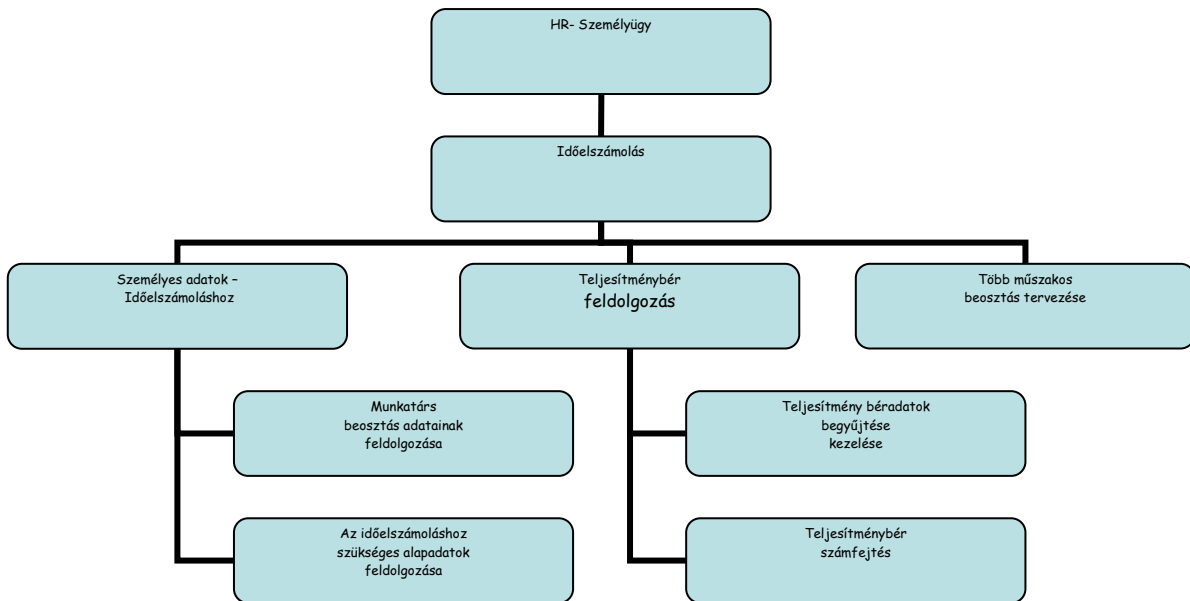 HR- Személyügy
Időelszámolás
Személyes adatok –
Időelszámoláshoz
Teljesítménybér
feldolgozás
Több műszakos
beosztás tervezése
Munkatárs
beosztás adatainak
feldolgozása
Teljesítmény béradatok
begyűjtése
kezelése
Az időelszámoláshoz
szükséges alapadatok
feldolgozása
Teljesítménybér
számfejtés